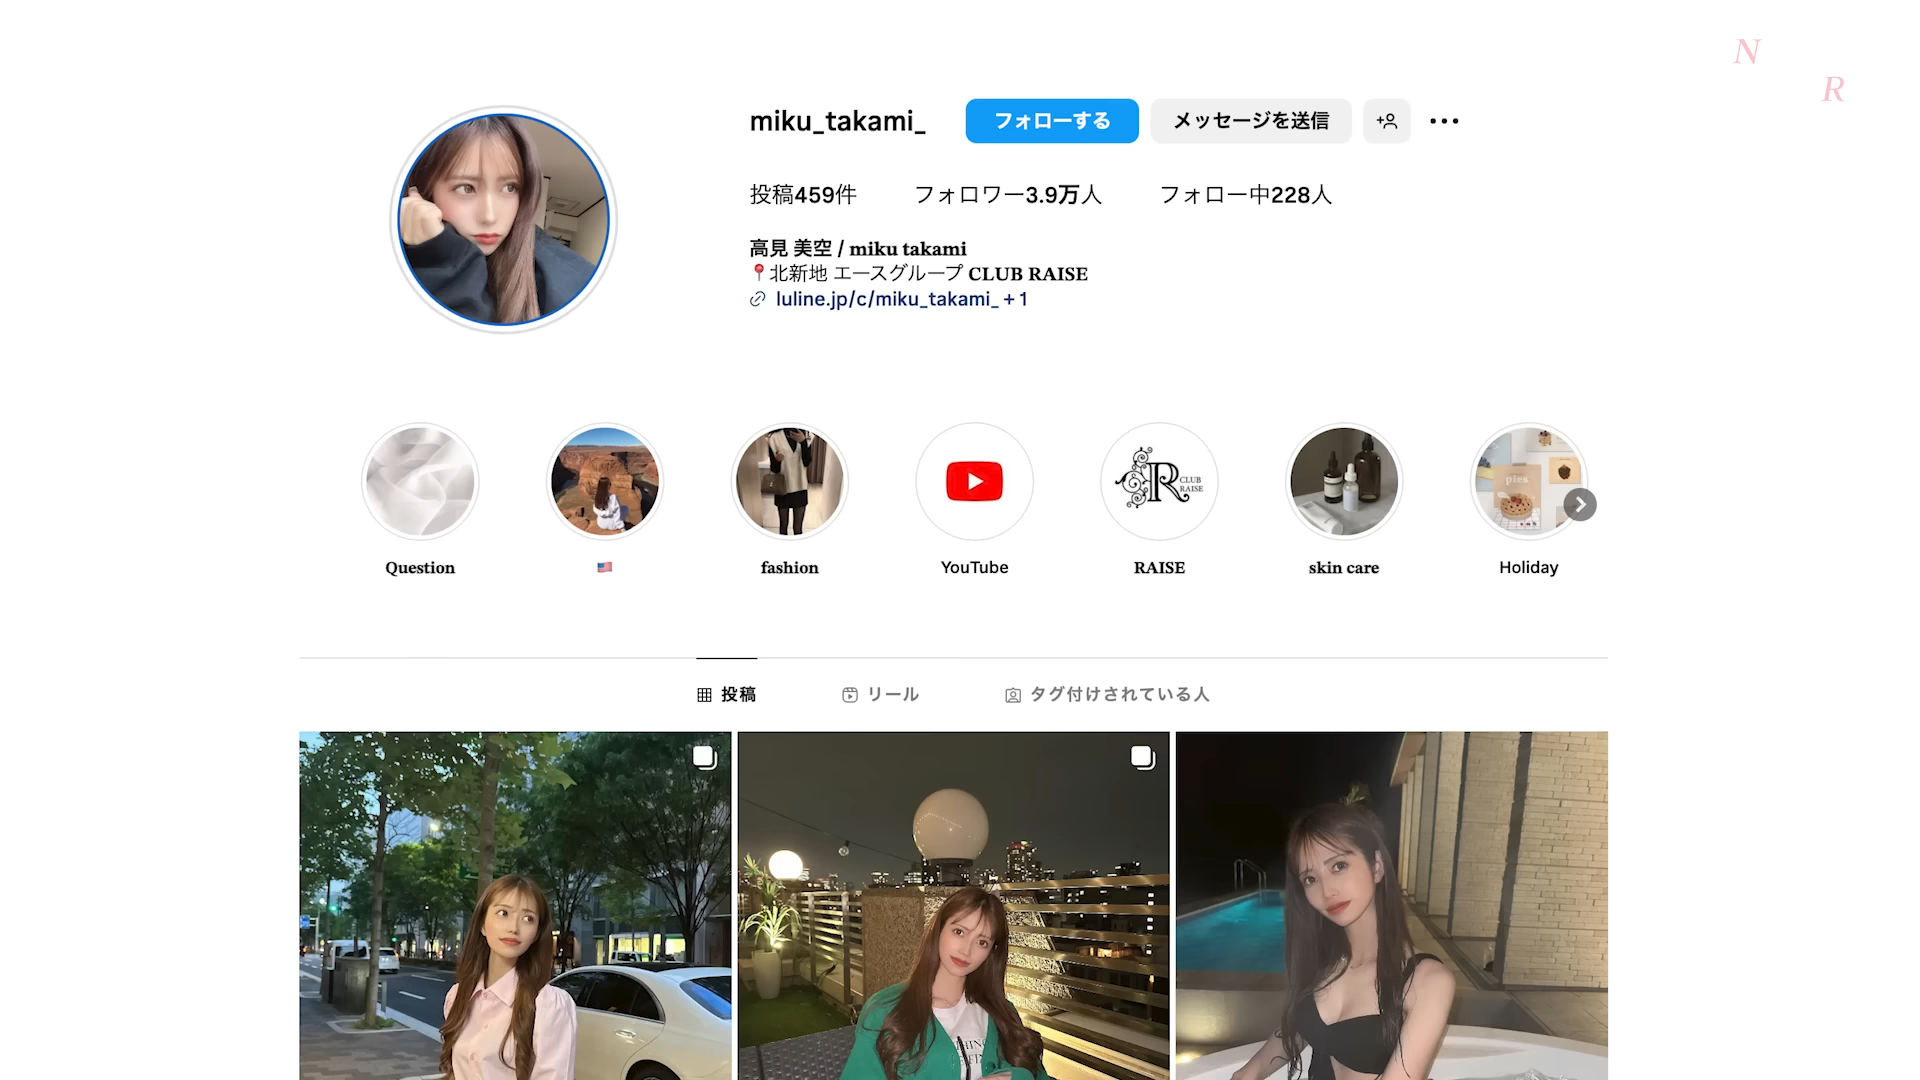 N
R
miku_takami_
フォローする
メッセージを送信
投稿459件
フォロワー3.9万人
フォロー中228人
高見 美空 / miku takami
📍北新地 エースグループ CLUB RAISE
luline.jp/c/miku_takami_ + 1
R CLUB
RAISE
pies
Question
🇺🇸
fashion
YouTube
RAISE
skin care
Holiday
投稿
リール
タグ付けされている人